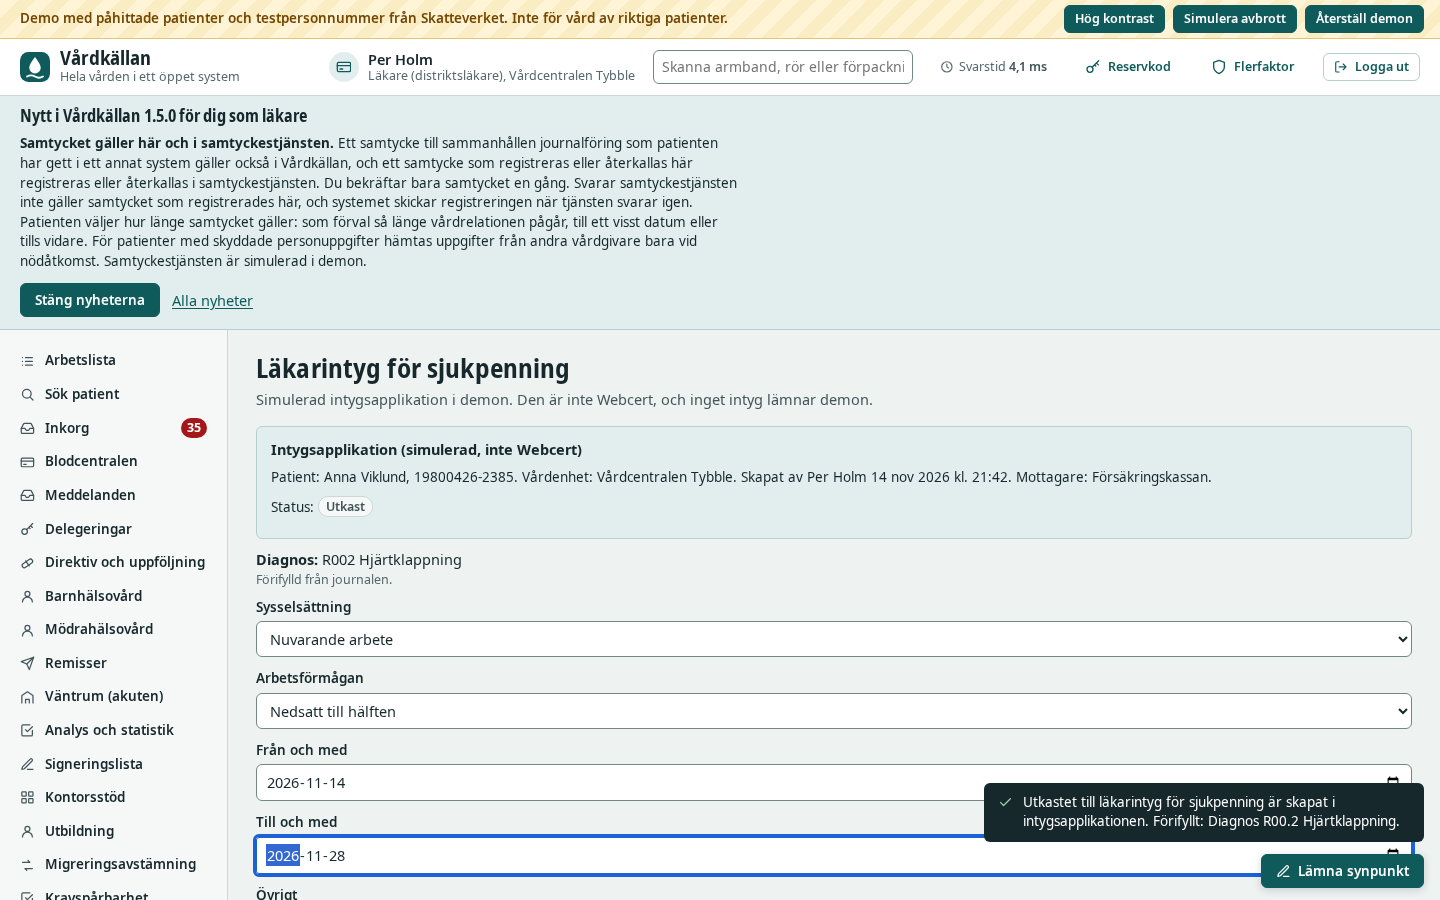 Demo med påhittade patienter och testpersonnummer från Skatteverket. Inte för vård av riktiga patienter.
Hög kontrast
Simulera avbrott
Återställ demon
Vårdkällan
Hela vården i ett öppet system
Per Holm
Läkare (distriktsläkare), Vårdcentralen Tybble
Skanna armband, rör eller förpackni
Svarstid 4,1 ms
Reservkod
Flerfaktor
Logga ut
Nytt i Vårdkällan 1.5.0 för dig som läkare
Samtycket gäller här och i samtyckestjänsten. Ett samtycke till sammanhållen journalföring som patienten
har gett i ett annat system gäller också i Vårdkällan, och ett samtycke som registreras eller återkallas här
registreras eller återkallas i samtyckestjänsten. Du bekräftar bara samtycket en gång. Svarar samtyckestjänsten
inte gäller samtycket som registrerades här, och systemet skickar registreringen när tjänsten svarar igen.
Patienten väljer hur länge samtycket gäller: som förval så länge vårdrelationen pågår, till ett visst datum eller
tills vidare. För patienter med skyddade personuppgifter hämtas uppgifter från andra vårdgivare bara vid
nödåtkomst. Samtyckestjänsten är simulerad i demon.
Stäng nyheterna
Alla nyheter
Arbetslista
Sök patient
Inkorg
35
Blodcentralen
Meddelanden
Delegeringar
Direktiv och uppföljning
Barnhälsovård
Mödrahälsovård
Remisser
Väntrum (akuten)
Analys och statistik
Signeringslista
Kontorsstöd
Utbildning
Migreringsavstämning
Kravspårbarhet
Läkarintyg för sjukpenning
Simulerad intygsapplikation i demon. Den är inte Webcert, och inget intyg lämnar demon.
Intygsapplikation (simulerad, inte Webcert)
Patient: Anna Viklund, 19800426-2385. Vårdenhet: Vårdcentralen Tybble. Skapat av Per Holm 14 nov 2026 kl. 21:42. Mottagare: Försäkringskassan.
Status: Utkast
Diagnos: R002 Hjärtklappning
Förifylld från journalen.
Sysselsättning
Nuvarande arbete
Arbetsförmågan
Nedsatt till hälften
Från och med
2026-11-14
Till och med
2026-11-28
Övrigt
Utkastet till läkarintyg för sjukpenning är skapat i
intygsapplikationen. Förifyllt: Diagnos R00.2 Hjärtklappning.
Lämna synpunkt